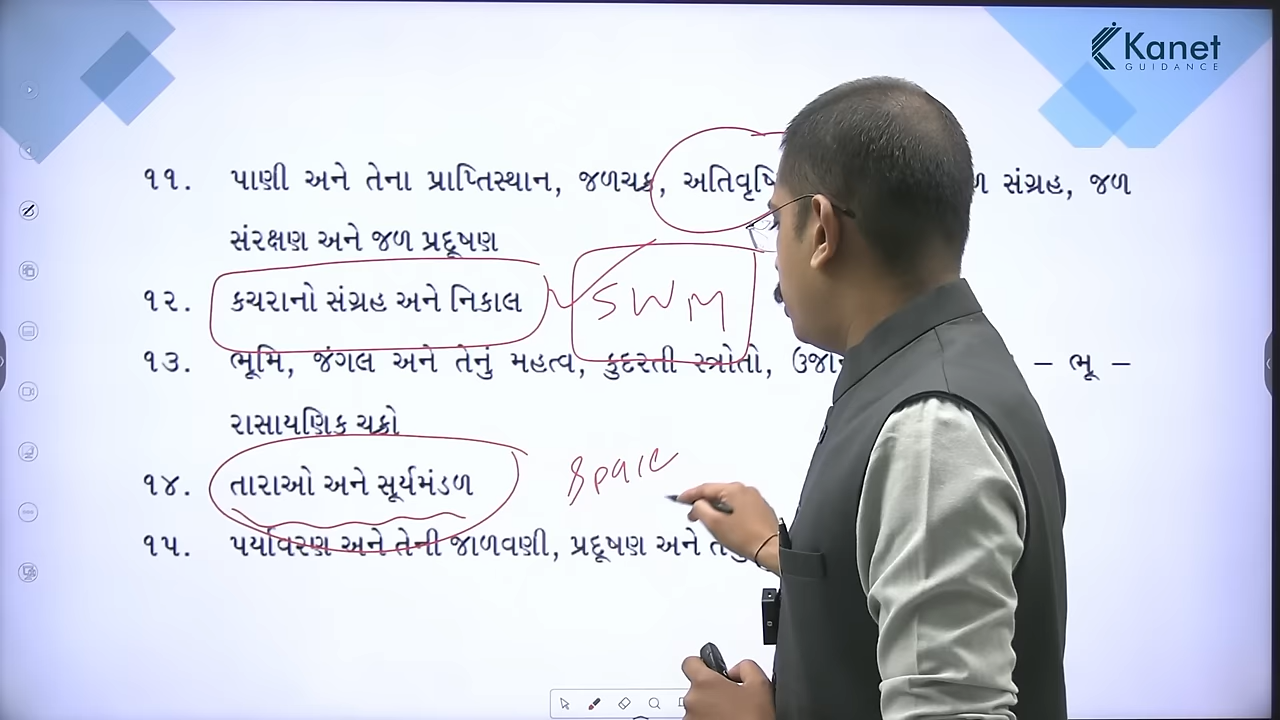 Kanet
GUIDANCE
૧૧. પાણી અને તેના પ્રાપ્તિસ્થાન, જળચક્ર, સંગ્રહ, જળ
સંરક્ષણ અને જળ પ્રદૂષણ
૧૨. કચરાનો સંગ્રહ અને નિકાલ SWM
૧૩. ભૂમિ, જંગલ અને તેનું મહત્વ, કુદરતી સ્ત્રોતો, – ભૂ –
રાસાયણિક ચક્રો
૧૪. તારાઓ અને સૂર્યમંડળ Space
૧૫. પર્યાવરણ અને તેની જાળવણી, પ્રદૂષણ અને